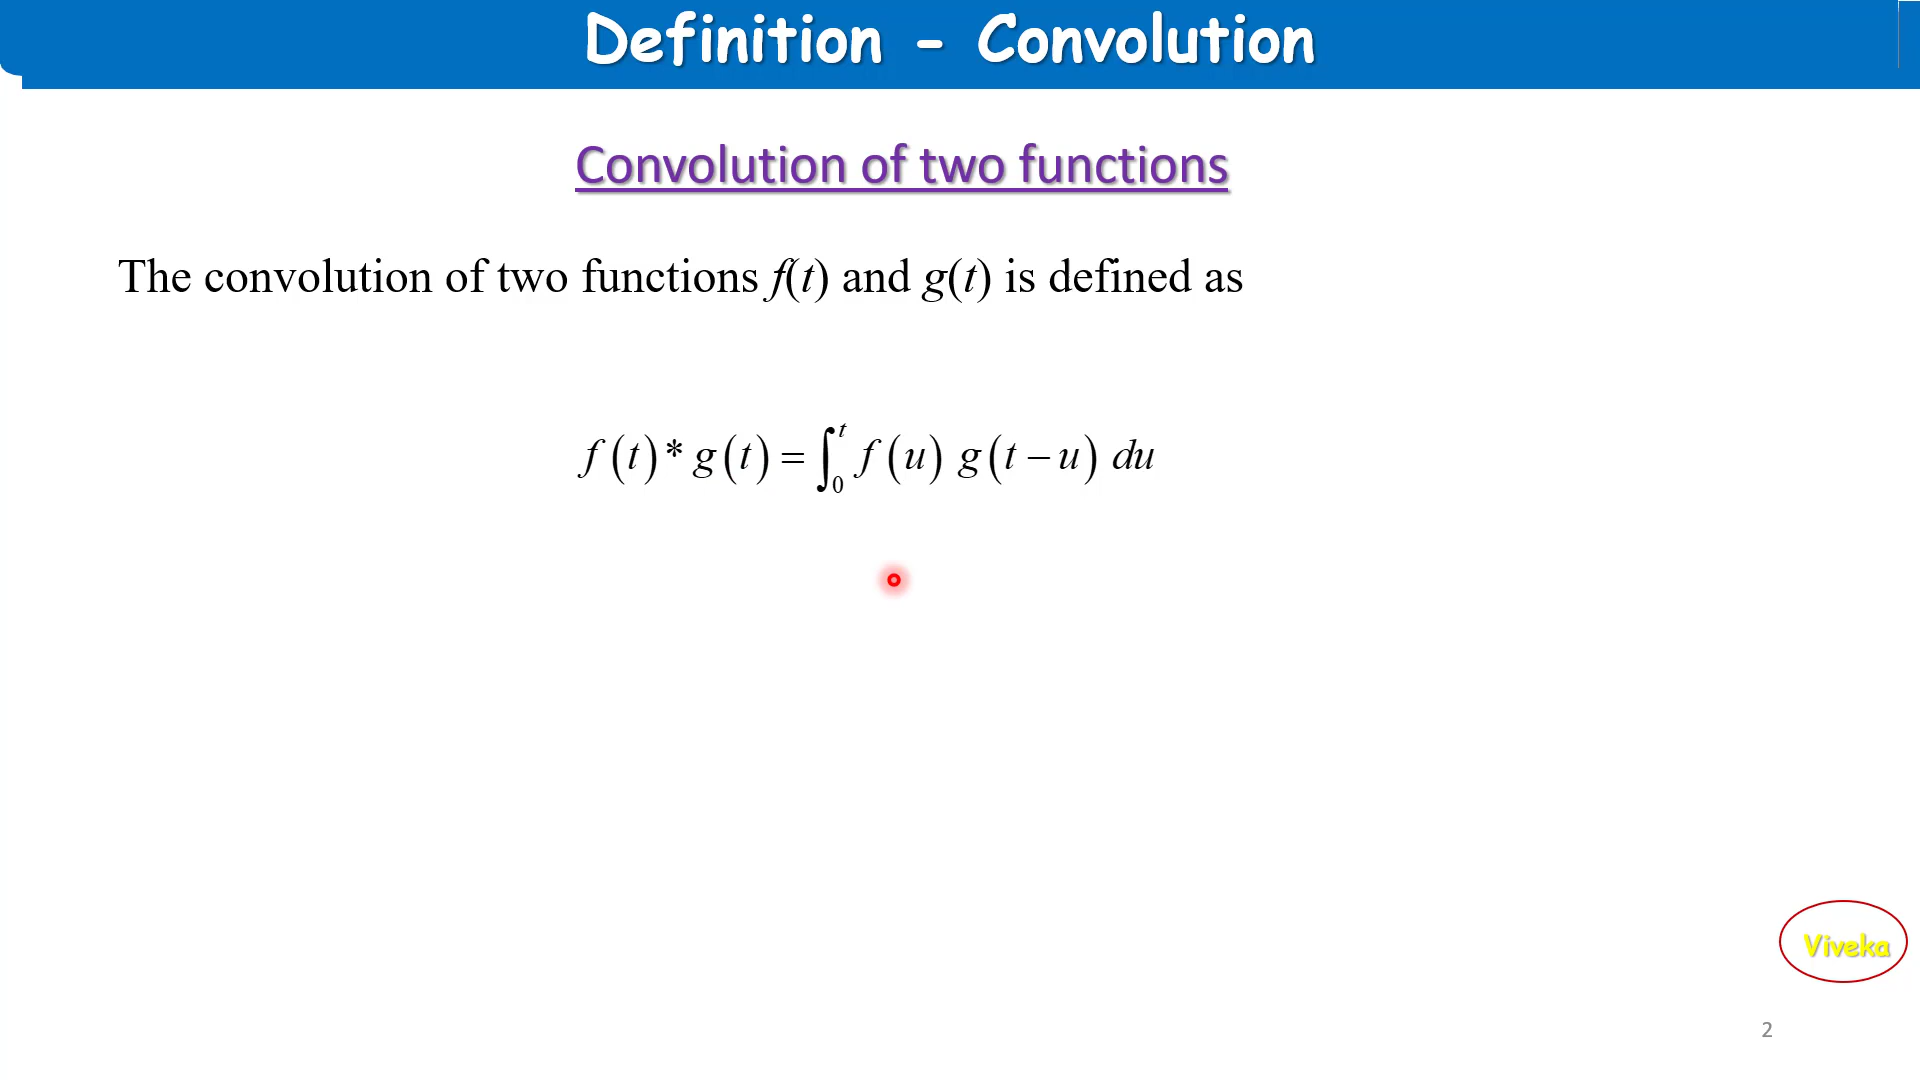 Definition - Convolution
Convolution of two functions
The convolution of two functions f(t) and g(t) is defined as
f(t) * g(t) = ∫₀ᵗ f(u) g(t − u) du
Viveka
2